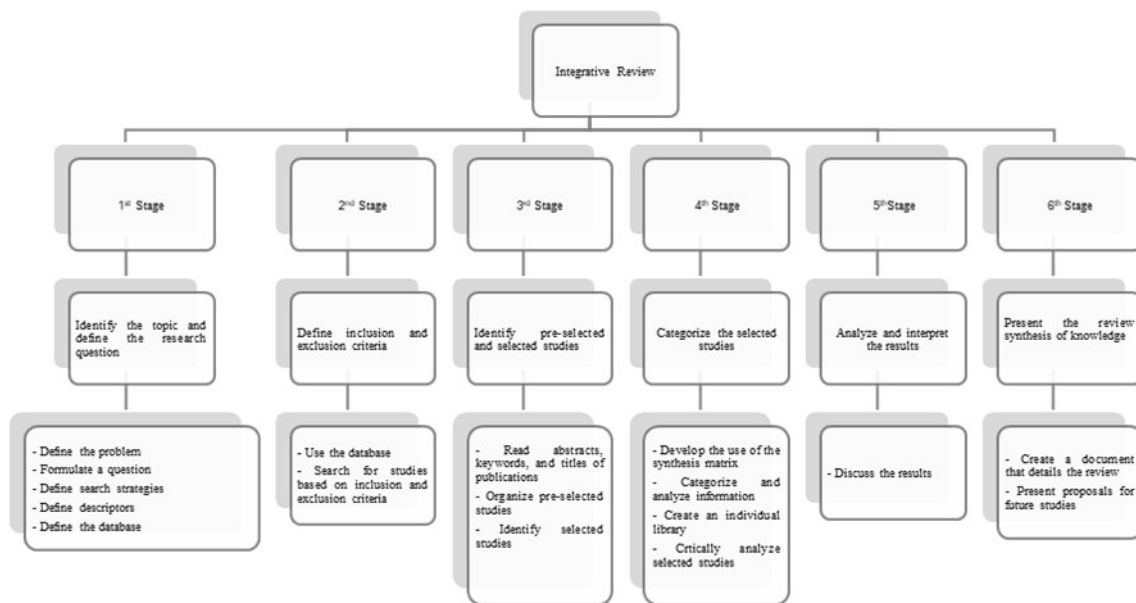 Integrative Review
1st Stage
2nd Stage
3rd Stage
4th Stage
5thStage
6th Stage
Identify the topic and
define the research
question
Define inclusion and
exclusion criteria
Identify pre-selected
and selected studies
Categorize the selected
studies
Analyze and interpret
the results
Present the review
synthesis of knowledge
- Define the problem
- Formulate a question
- Define search strategies
- Define descriptors
- Define the database
- Use the database
- Search for studies
based on inclusion and
exclusion criteria
- Read abstracts,
keywords, and titles of
publications
- Organize pre-selected
studies
- Identify selected
studies
- Develop the use of the
synthesis matrix
- Categorize and
analyze information
- Create an individual
library
- Crtically analyze
selected studies
- Discuss the results
- Create a document
that details the review
- Present proposals for
future studies